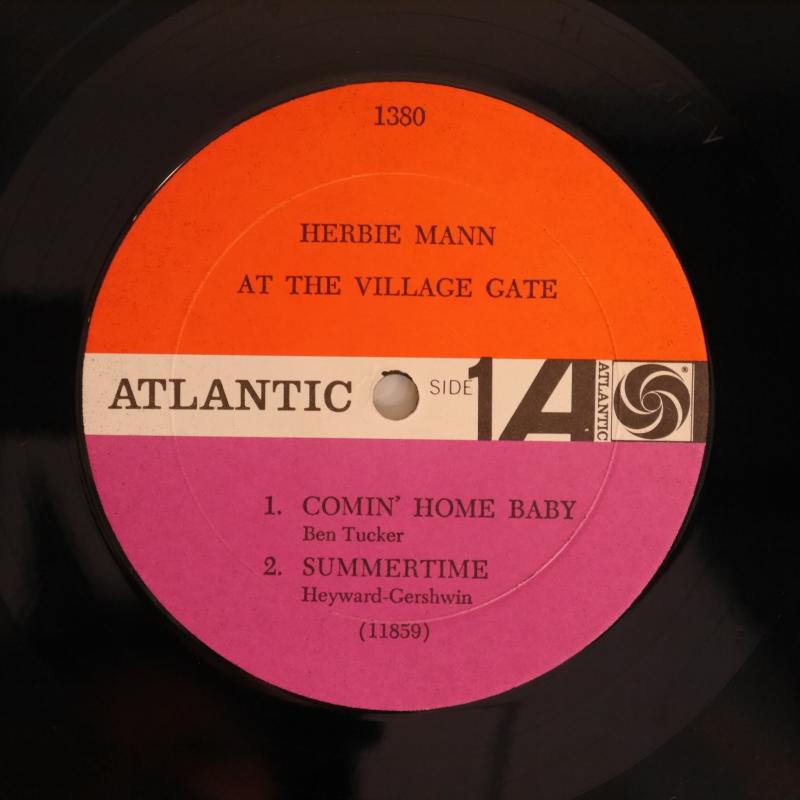 1380
HERBIE MANN
AT THE VILLAGE GATE
ATLANTIC SIDE 1 A ATLANTIC ®
1. COMIN' HOME BABY
Ben Tucker
2. SUMMERTIME
Heyward-Gershwin
(11859)